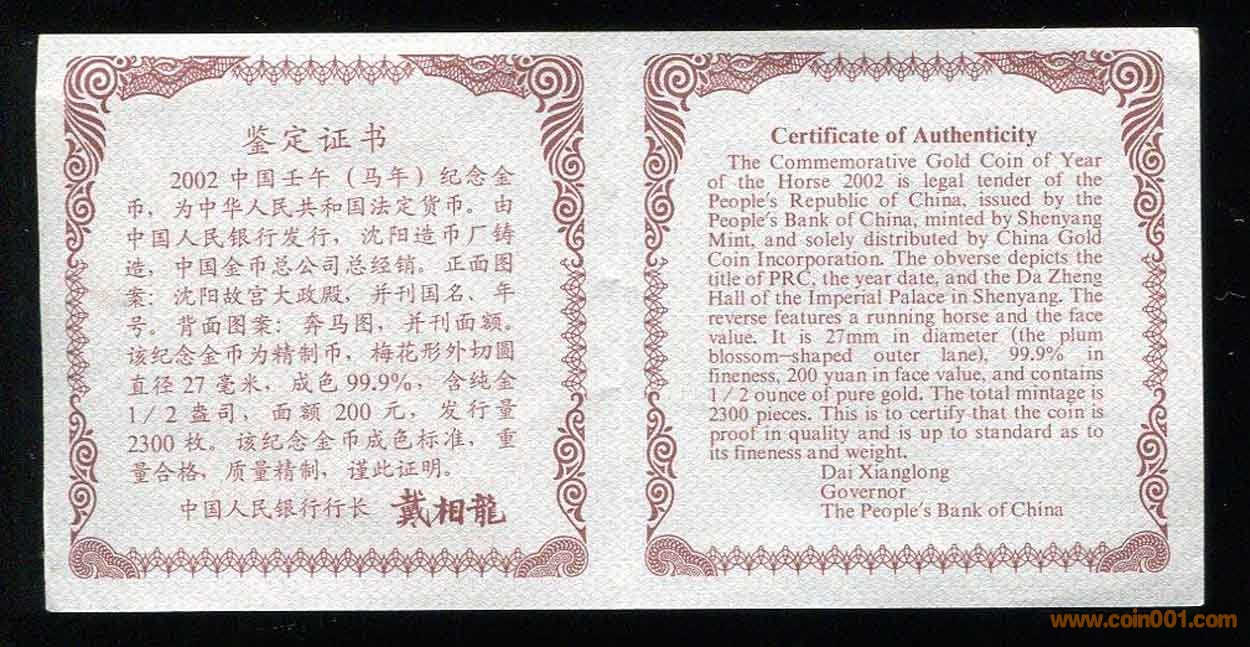 鉴定证书
2002 中国壬午（马年）纪念金
币，为中华人民共和国法定货币。由
中国人民银行发行，沈阳造币厂铸
造，中国金币总公司总经销。正面图
案：沈阳故宫大政殿，并刊国名、年
号。背面图案：奔马图，并刊面额。
该纪念金币为精制币，梅花形外切圆
直径 27 毫米，成色 99.9%，含纯金
1/2 盎司，面额 200 元，发行量
2300 枚。该纪念金币成色标准，重
量合格，质量精制，谨此证明。
中国人民银行行长 戴相龍
Certificate of Authenticity
The Commemorative Gold Coin of Year
of the Horse 2002 is legal tender of the
People's Republic of China, issued by the
People's Bank of China, minted by Shenyang
Mint, and solely distributed by China Gold
Coin Incorporation. The obverse depicts the
title of PRC, the year date, and the Da Zheng
Hall of the Imperial Palace in Shenyang. The
reverse features a running horse and the face
value. It is 27mm in diameter (the plum
blossom-shaped outer lane), 99.9% in
fineness, 200 yuan in face value, and contains
1/2 ounce of pure gold. The total mintage is
2300 pieces. This is to certify that the coin is
proof in quality and is up to standard as to
its fineness and weight.
Dai Xianglong
Governor
The People's Bank of China
www.coin001.com